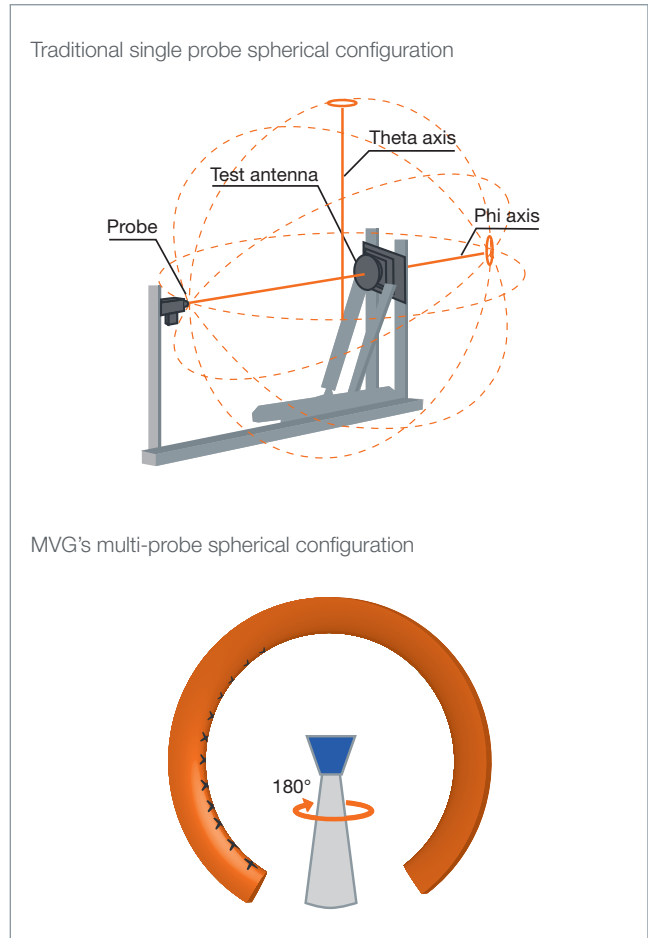 Traditional single probe spherical configuration
Theta axis
Test antenna
Phi axis
Probe
MVG's multi-probe spherical configuration
180°